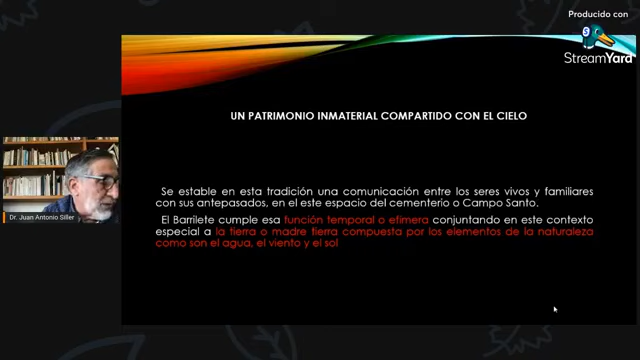 Producido con
StreamYard
UN PATRIMONIO INMATERIAL COMPARTIDO CON EL CIELO
Se estable en esta tradición una comunicación entre los seres vivos y familiares
con sus antepasados, en el este espacio del cementerio o Campo Santo.
El Barrilete cumple esa función temporal o efímera conjuntando en este contexto
especial a la tierra o madre tierra compuesta por los elementos de la naturaleza
como son el agua, el viento y el sol
Dr. Juan Antonio Siller